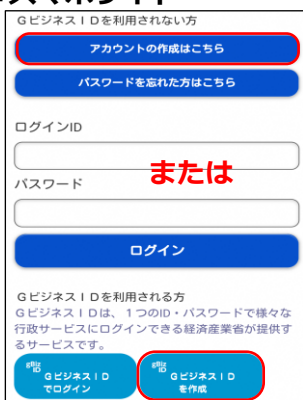 GビジネスIDを利用されない方
アカウントの作成はこちら
パスワードを忘れた方はこちら
ログインID
または
パスワード
ログイン
GビジネスIDを利用される方
GビジネスIDは、1つのID・パスワードで様々な
行政サービスにログインできる経済産業省が提供す
るサービスです。
gBiz
ID
GビジネスID
でログイン
gBiz
ID
GビジネスID
を作成